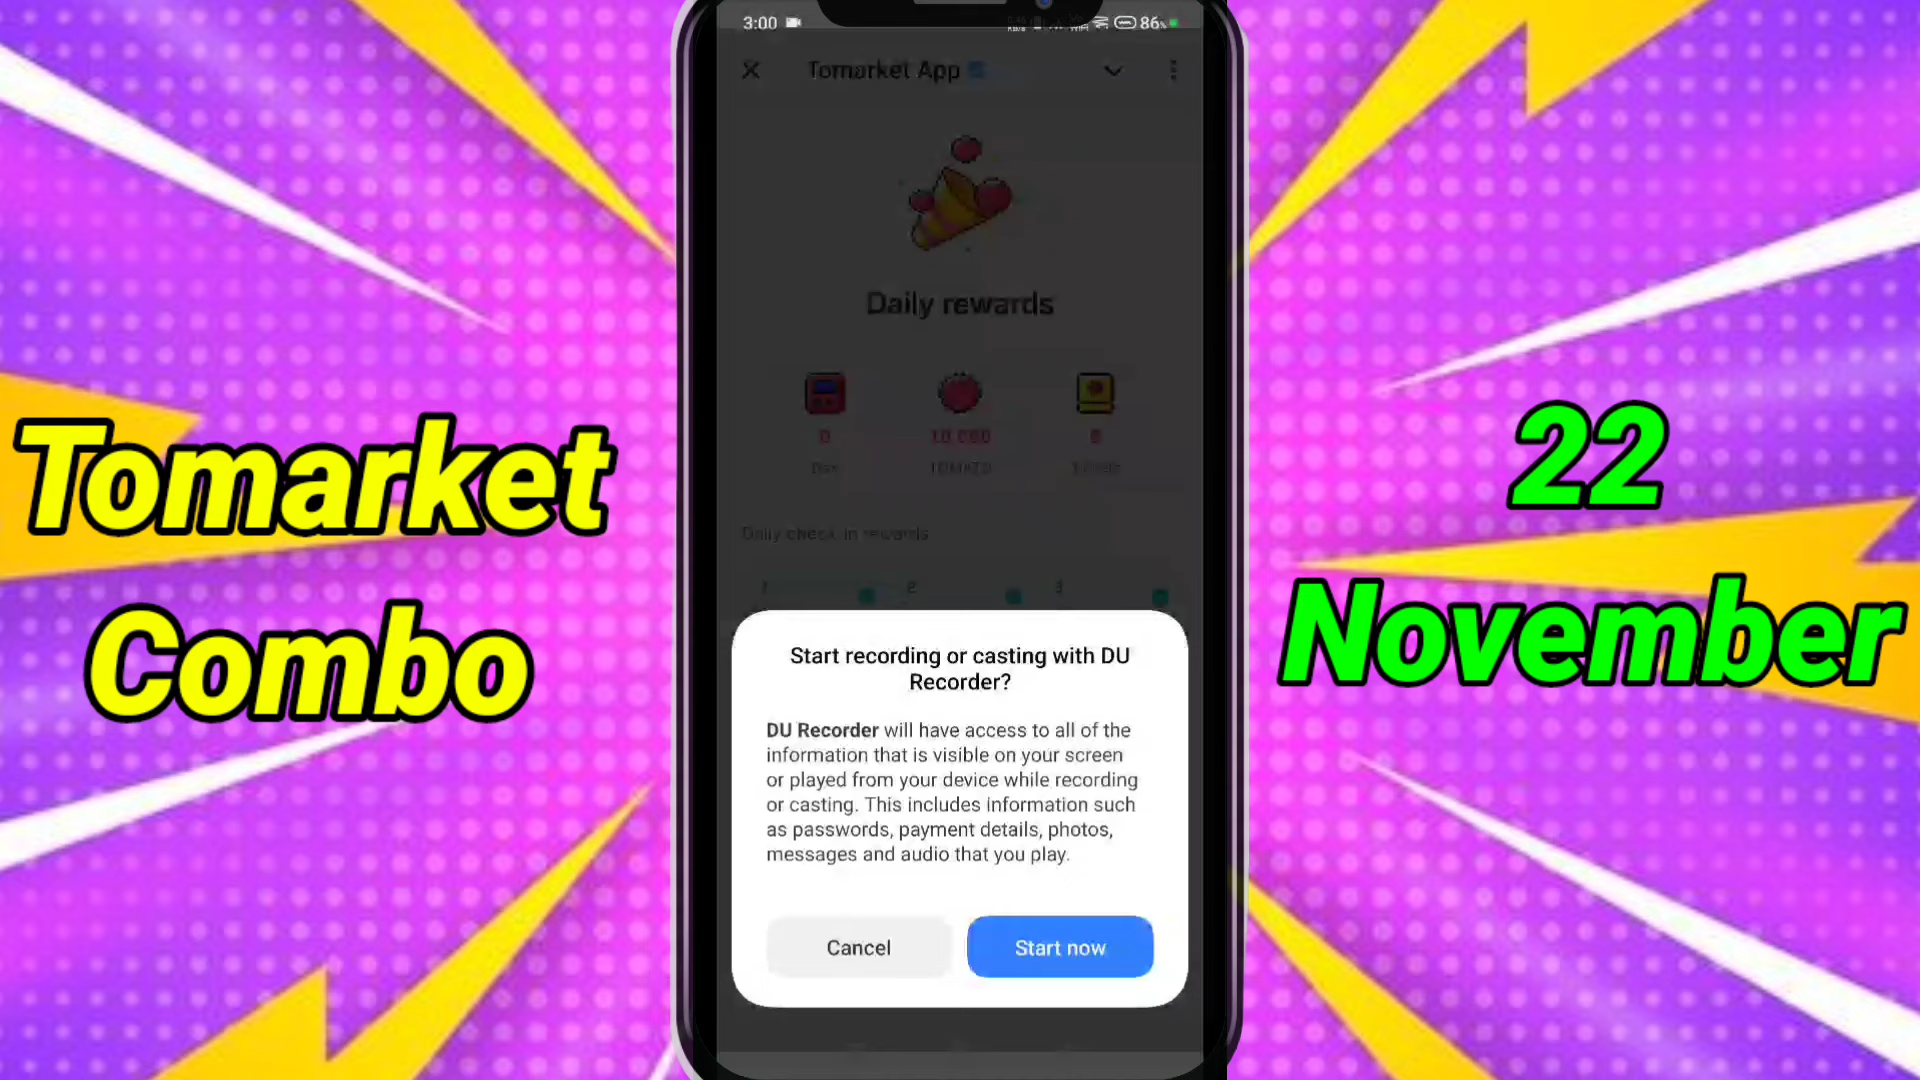 3:00
86%
Tomarket App
Daily rewards
0
10,000
0
Day
TOMATO
Daily check in rewards
1
2
3
Start recording or casting with DU
Recorder?
DU Recorder will have access to all of the
information that is visible on your screen
or played from your device while recording
or casting. This includes information such
as passwords, payment details, photos,
messages and audio that you play.
Cancel
Start now
Tomarket
Combo
22
November